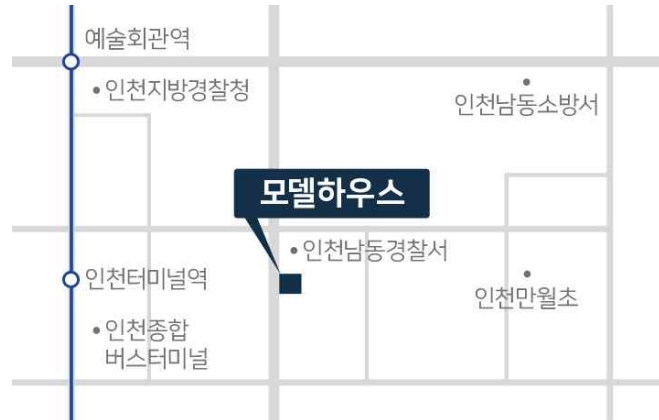 예술회관역
인천지방경찰청
인천남동소방서
모델하우스
인천남동경찰서
인천터미널역
인천만월초
인천종합
버스터미널